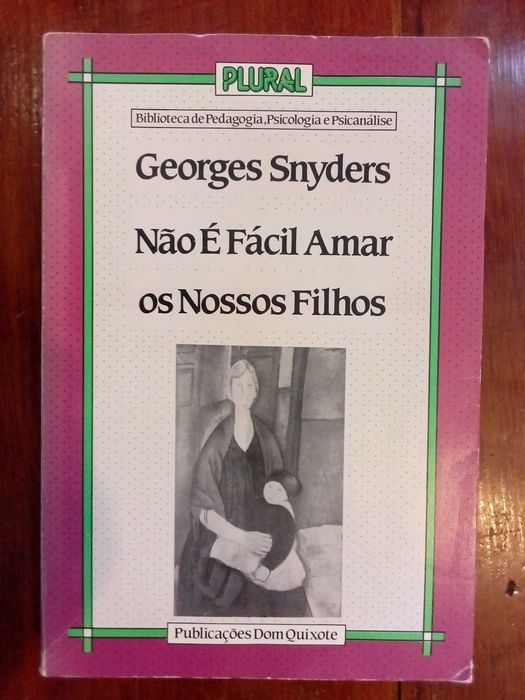 PLURAL
Biblioteca de Pedagogia, Psicologia e Psicanálise
Georges Snyders
Não É Fácil Amar
os Nossos Filhos
Publicações Dom Quixote